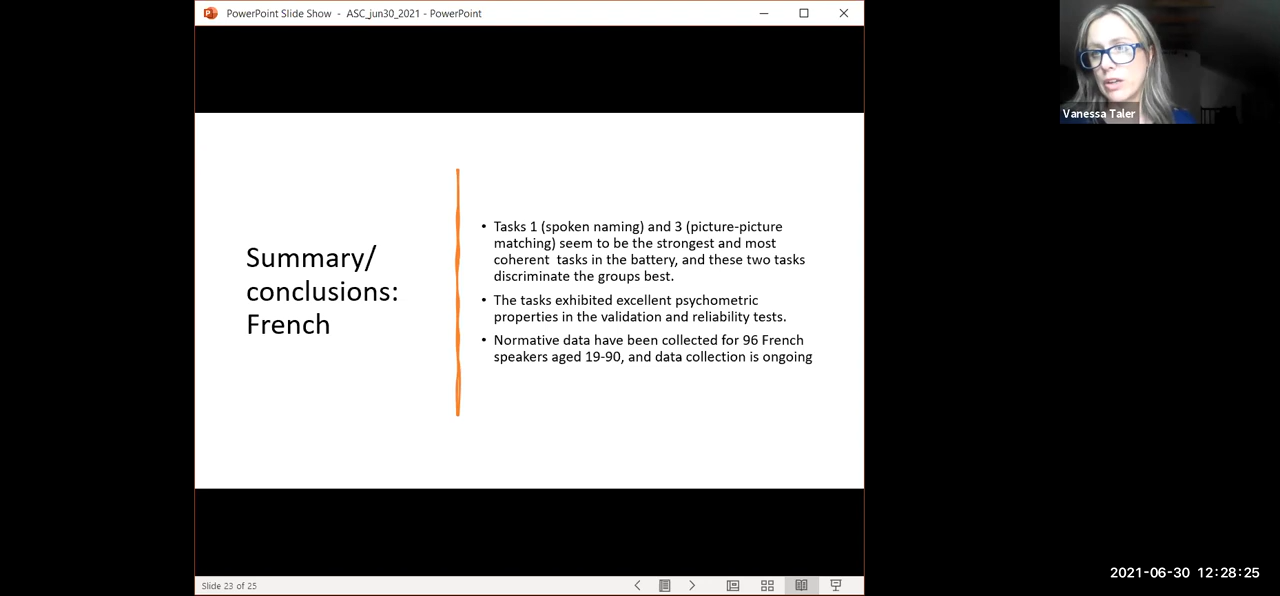 PowerPoint Slide Show - ASC_jun30_2021 - PowerPoint
Vanessa Taler
Summary/
conclusions:
French
• Tasks 1 (spoken naming) and 3 (picture-picture
matching) seem to be the strongest and most
coherent tasks in the battery, and these two tasks
discriminate the groups best.
• The tasks exhibited excellent psychometric
properties in the validation and reliability tests.
• Normative data have been collected for 96 French
speakers aged 19-90, and data collection is ongoing
Slide 23 of 25
2021-06-30 12:28:25